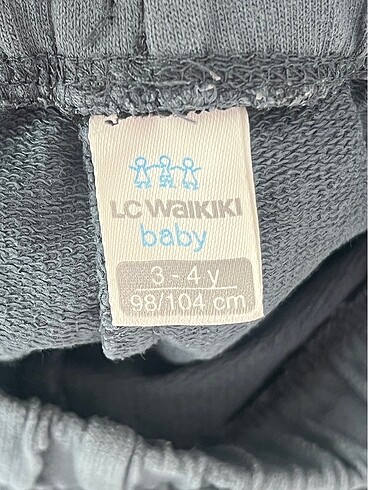 LC WAIKIKI
baby
3 - 4 y
98/104 cm